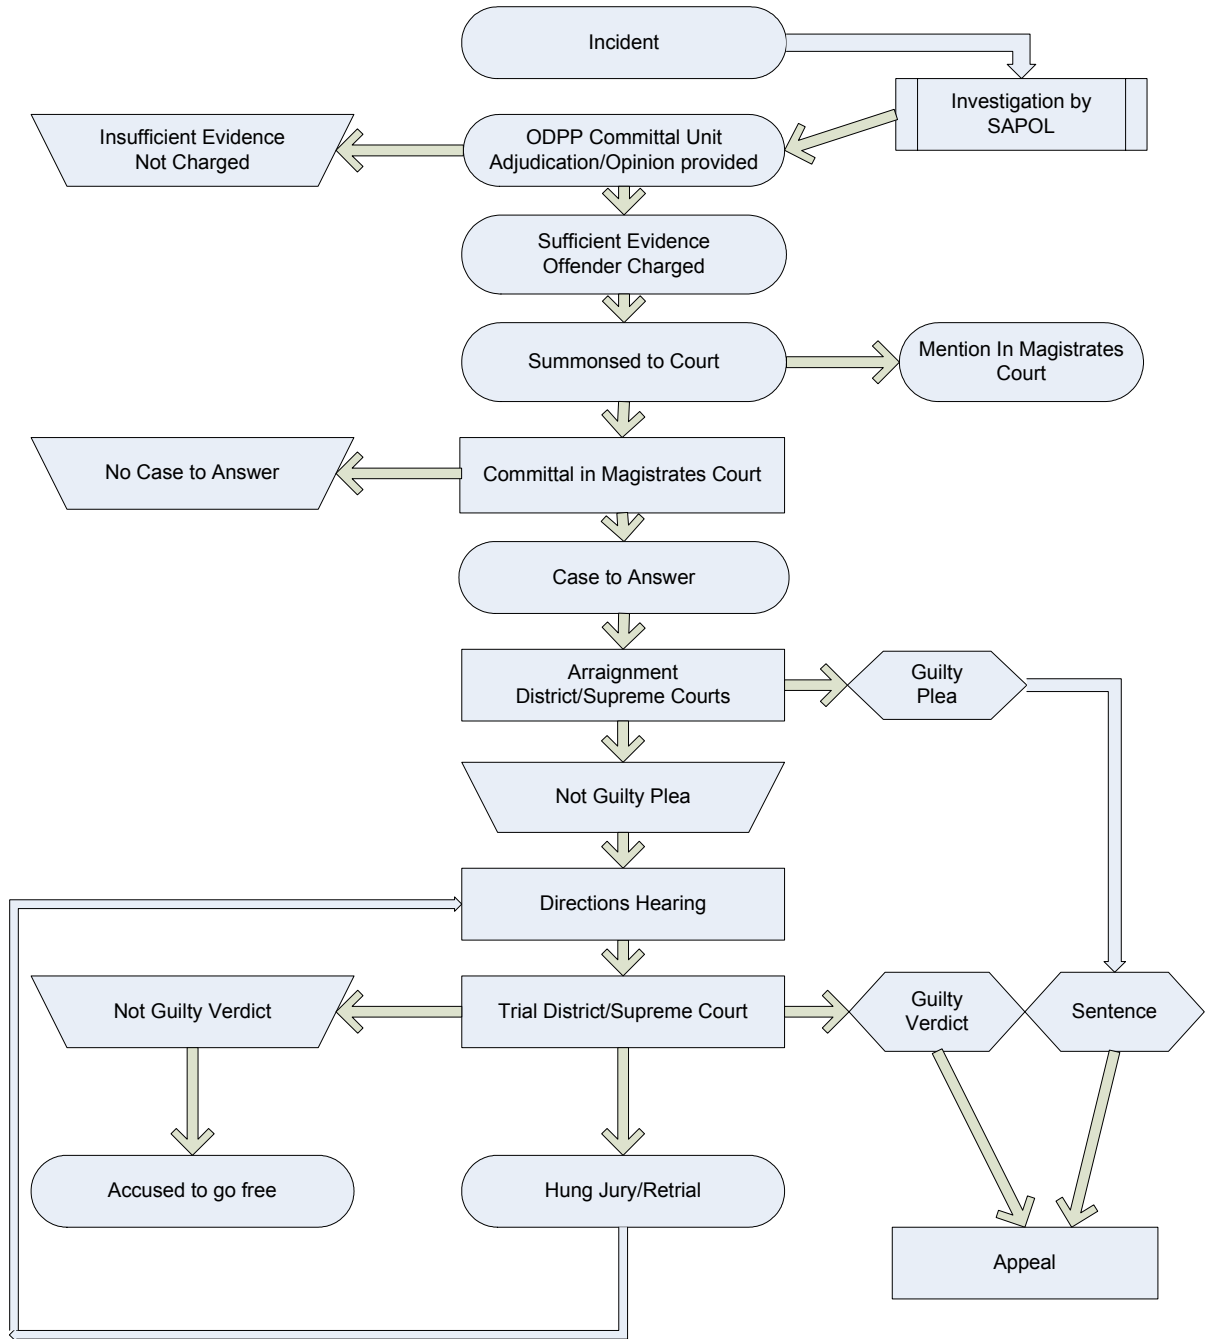 Incident
Investigation by
SAPOL
Insufficient Evidence
Not Charged
ODPP Committal Unit
Adjudication/Opinion provided
Sufficient Evidence
Offender Charged
Summonsed to Court
Mention In Magistrates
Court
No Case to Answer
Committal in Magistrates Court
Case to Answer
Arraignment
District/Supreme Courts
Guilty
Plea
Not Guilty Plea
Directions Hearing
Not Guilty Verdict
Trial District/Supreme Court
Guilty
Verdict
Sentence
Accused to go free
Hung Jury/Retrial
Appeal